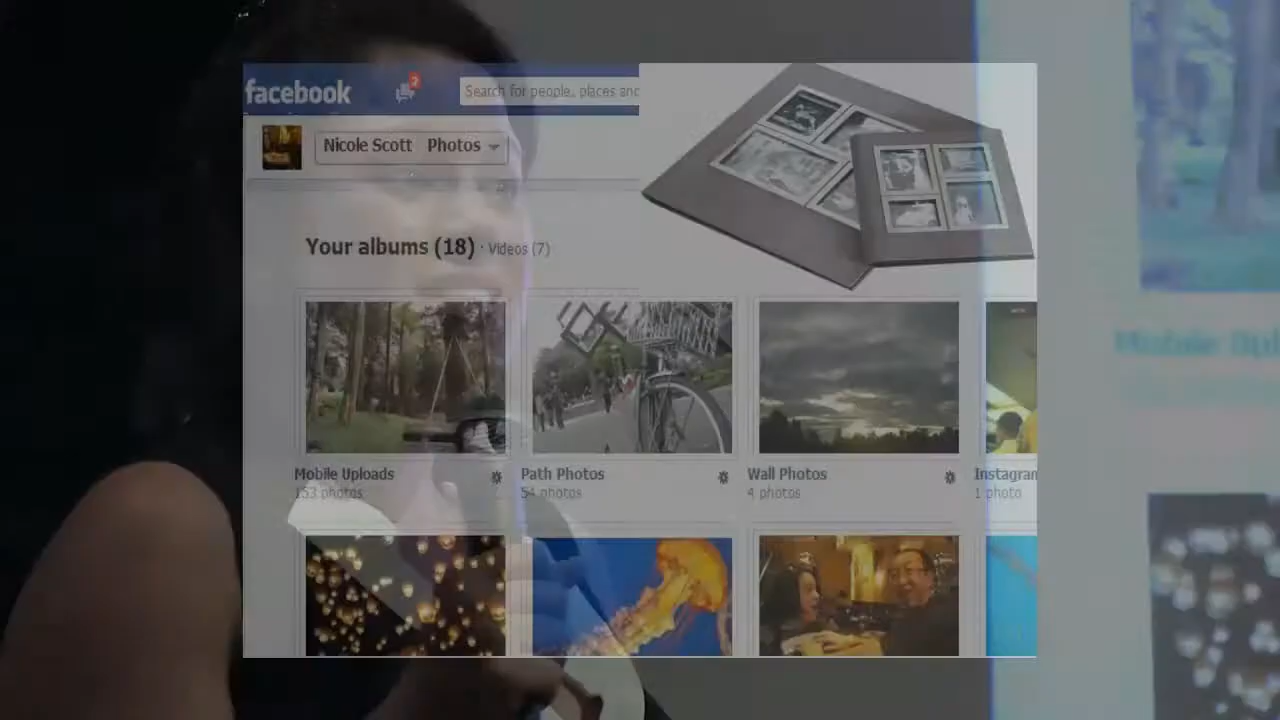 facebook
2
Search for people, places and
Nicole Scott Photos
Your albums (18) · Videos (7)
Mobile Uploads
153 photos
Path Photos
54 photos
Wall Photos
4 photos
Instagran
1 photo